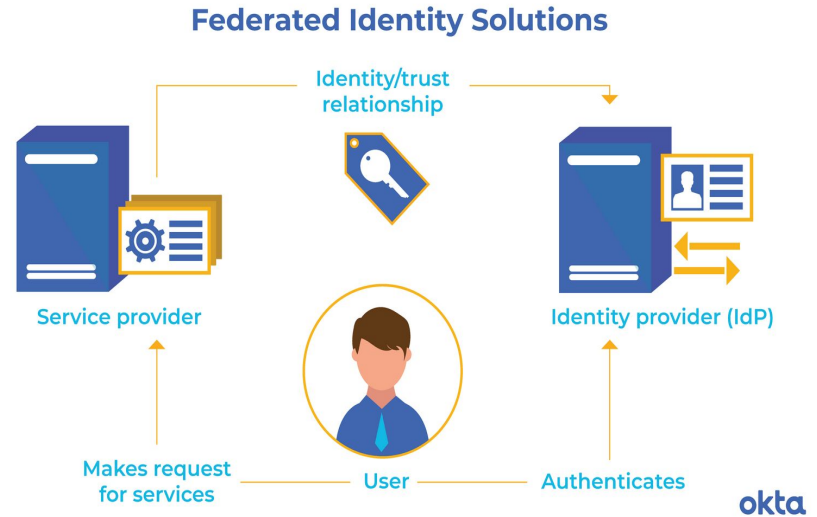 Federated Identity Solutions
Identity/trust
relationship
Service provider
Identity provider (IdP)
Makes request
for services
User
Authenticates
okta